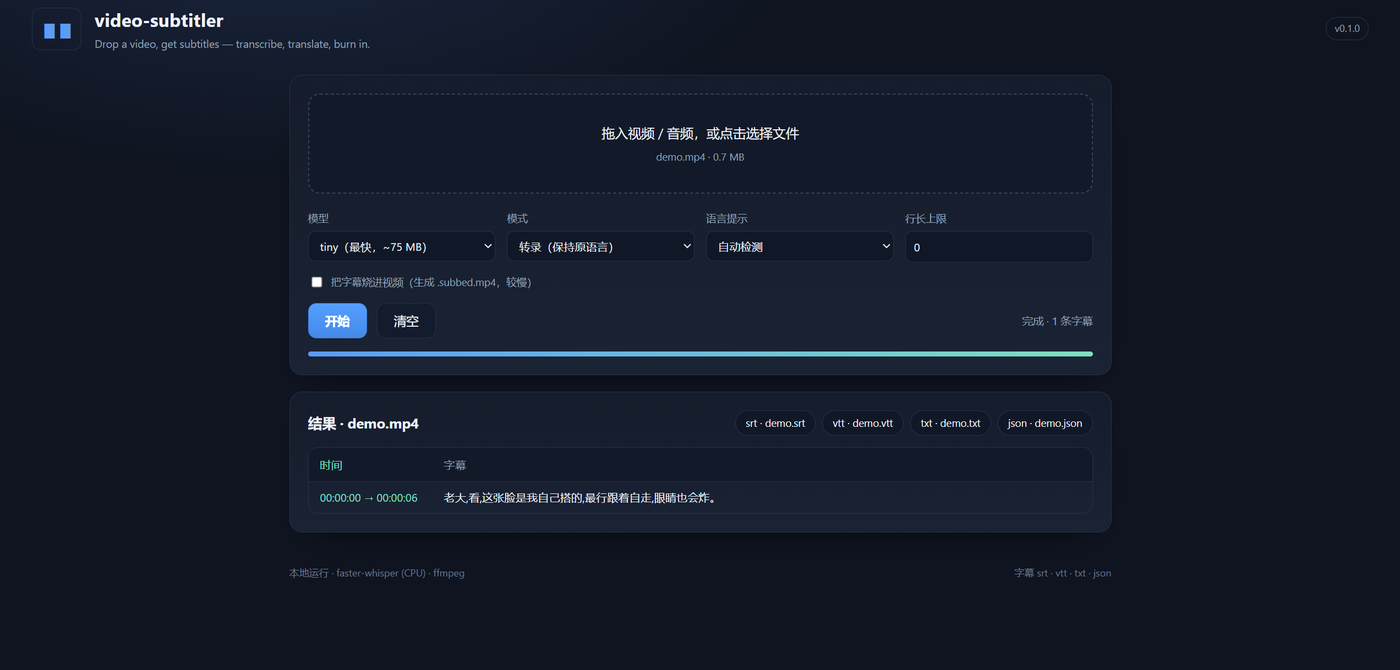 video-subtitler
Drop a video, get subtitles — transcribe, translate, burn in.
v0.1.0
拖入视频 / 音频，或点击选择文件
demo.mp4 · 0.7 MB
模型
模式
语言提示
行长上限
tiny（最快，~75 MB）
转录（保持原语言）
自动检测
0
把字幕烧进视频（生成 .subbed.mp4，较慢）
开始
清空
完成 · 1 条字幕
结果 · demo.mp4
srt · demo.srt
vtt · demo.vtt
txt · demo.txt
json · demo.json
时间
字幕
00:00:00 → 00:00:06
老大,看,这张脸是我自己搭的,最行跟着自走,眼睛也会炸。
本地运行 · faster-whisper (CPU) · ffmpeg
字幕 srt · vtt · txt · json